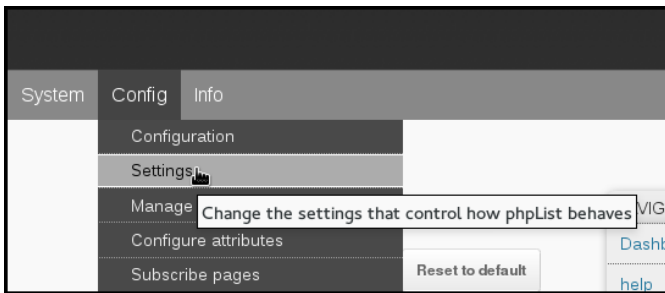 System Config Info
Configuration
Settings
Manage
Change the settings that control how phpList behaves
VIG
Configure attributes
Dashb
Subscribe pages
Reset to default
help